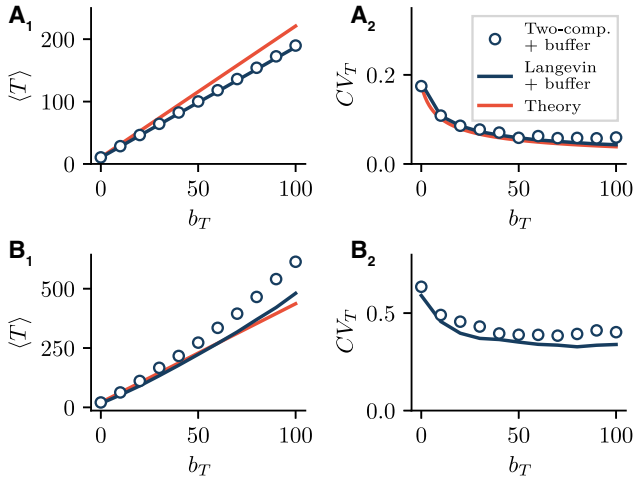 A1
⟨T⟩
200
100
0
0
50
100
b_T
A2
CV_T
0.2
0.0
0
50
100
b_T
Two-comp.
+ buffer
Langevin
+ buffer
Theory
B1
⟨T⟩
500
250
0
0
50
100
b_T
B2
CV_T
0.5
0.0
0
50
100
b_T